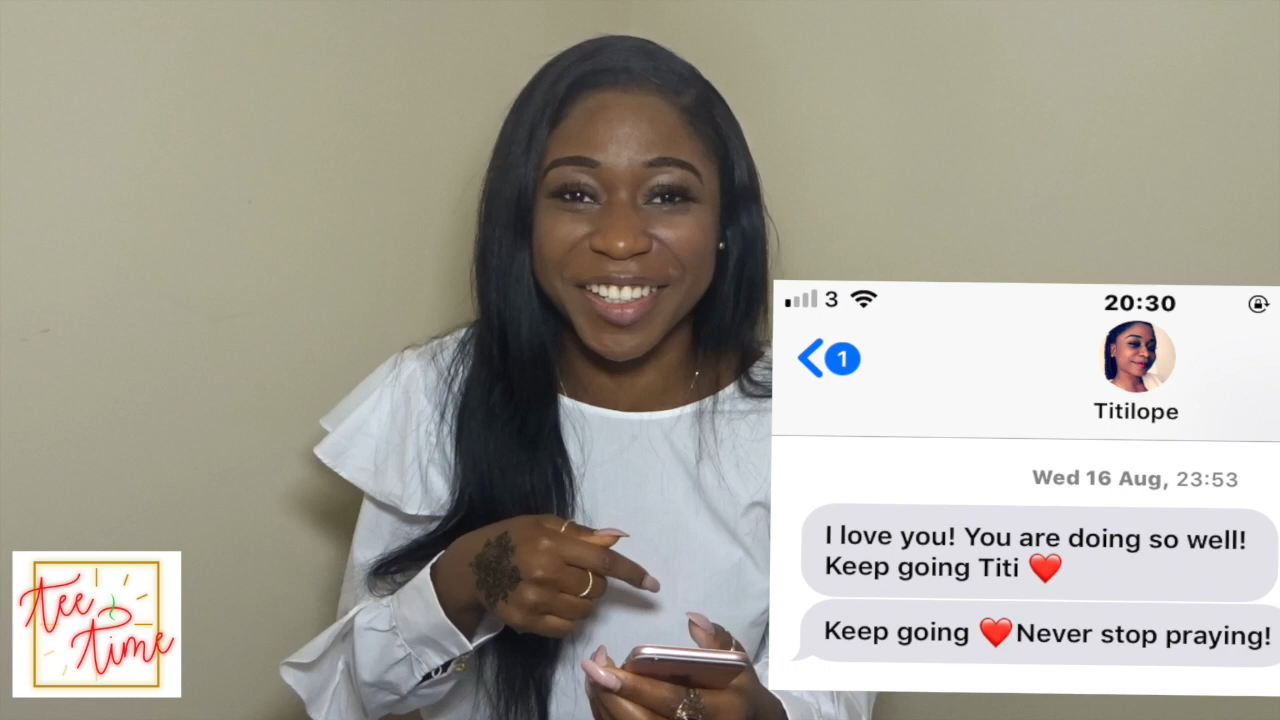 3
20:30
1
Titilope
Wed 16 Aug, 23:53
I love you! You are doing so well!
Keep going Titi ❤️
Keep going ❤️Never stop praying!
tee
time